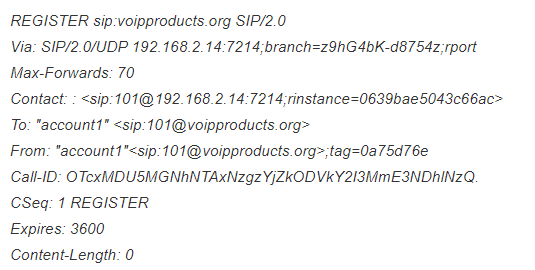 REGISTER sip:voipproducts.org SIP/2.0
Via: SIP/2.0/UDP 192.168.2.14:7214;branch=z9hG4bK-d8754z;rport
Max-Forwards: 70
Contact: : <sip:101@192.168.2.14:7214;rinstance=0639bae5043c66ac>
To: "account1" <sip:101@voipproducts.org>
From: "account1"<sip:101@voipproducts.org>;tag=0a75d76e
Call-ID: OTcxMDU5MGNhNTAxNzgzYjZkODVkY2I3MmE3NDhlNzQ.
CSeq: 1 REGISTER
Expires: 3600
Content-Length: 0